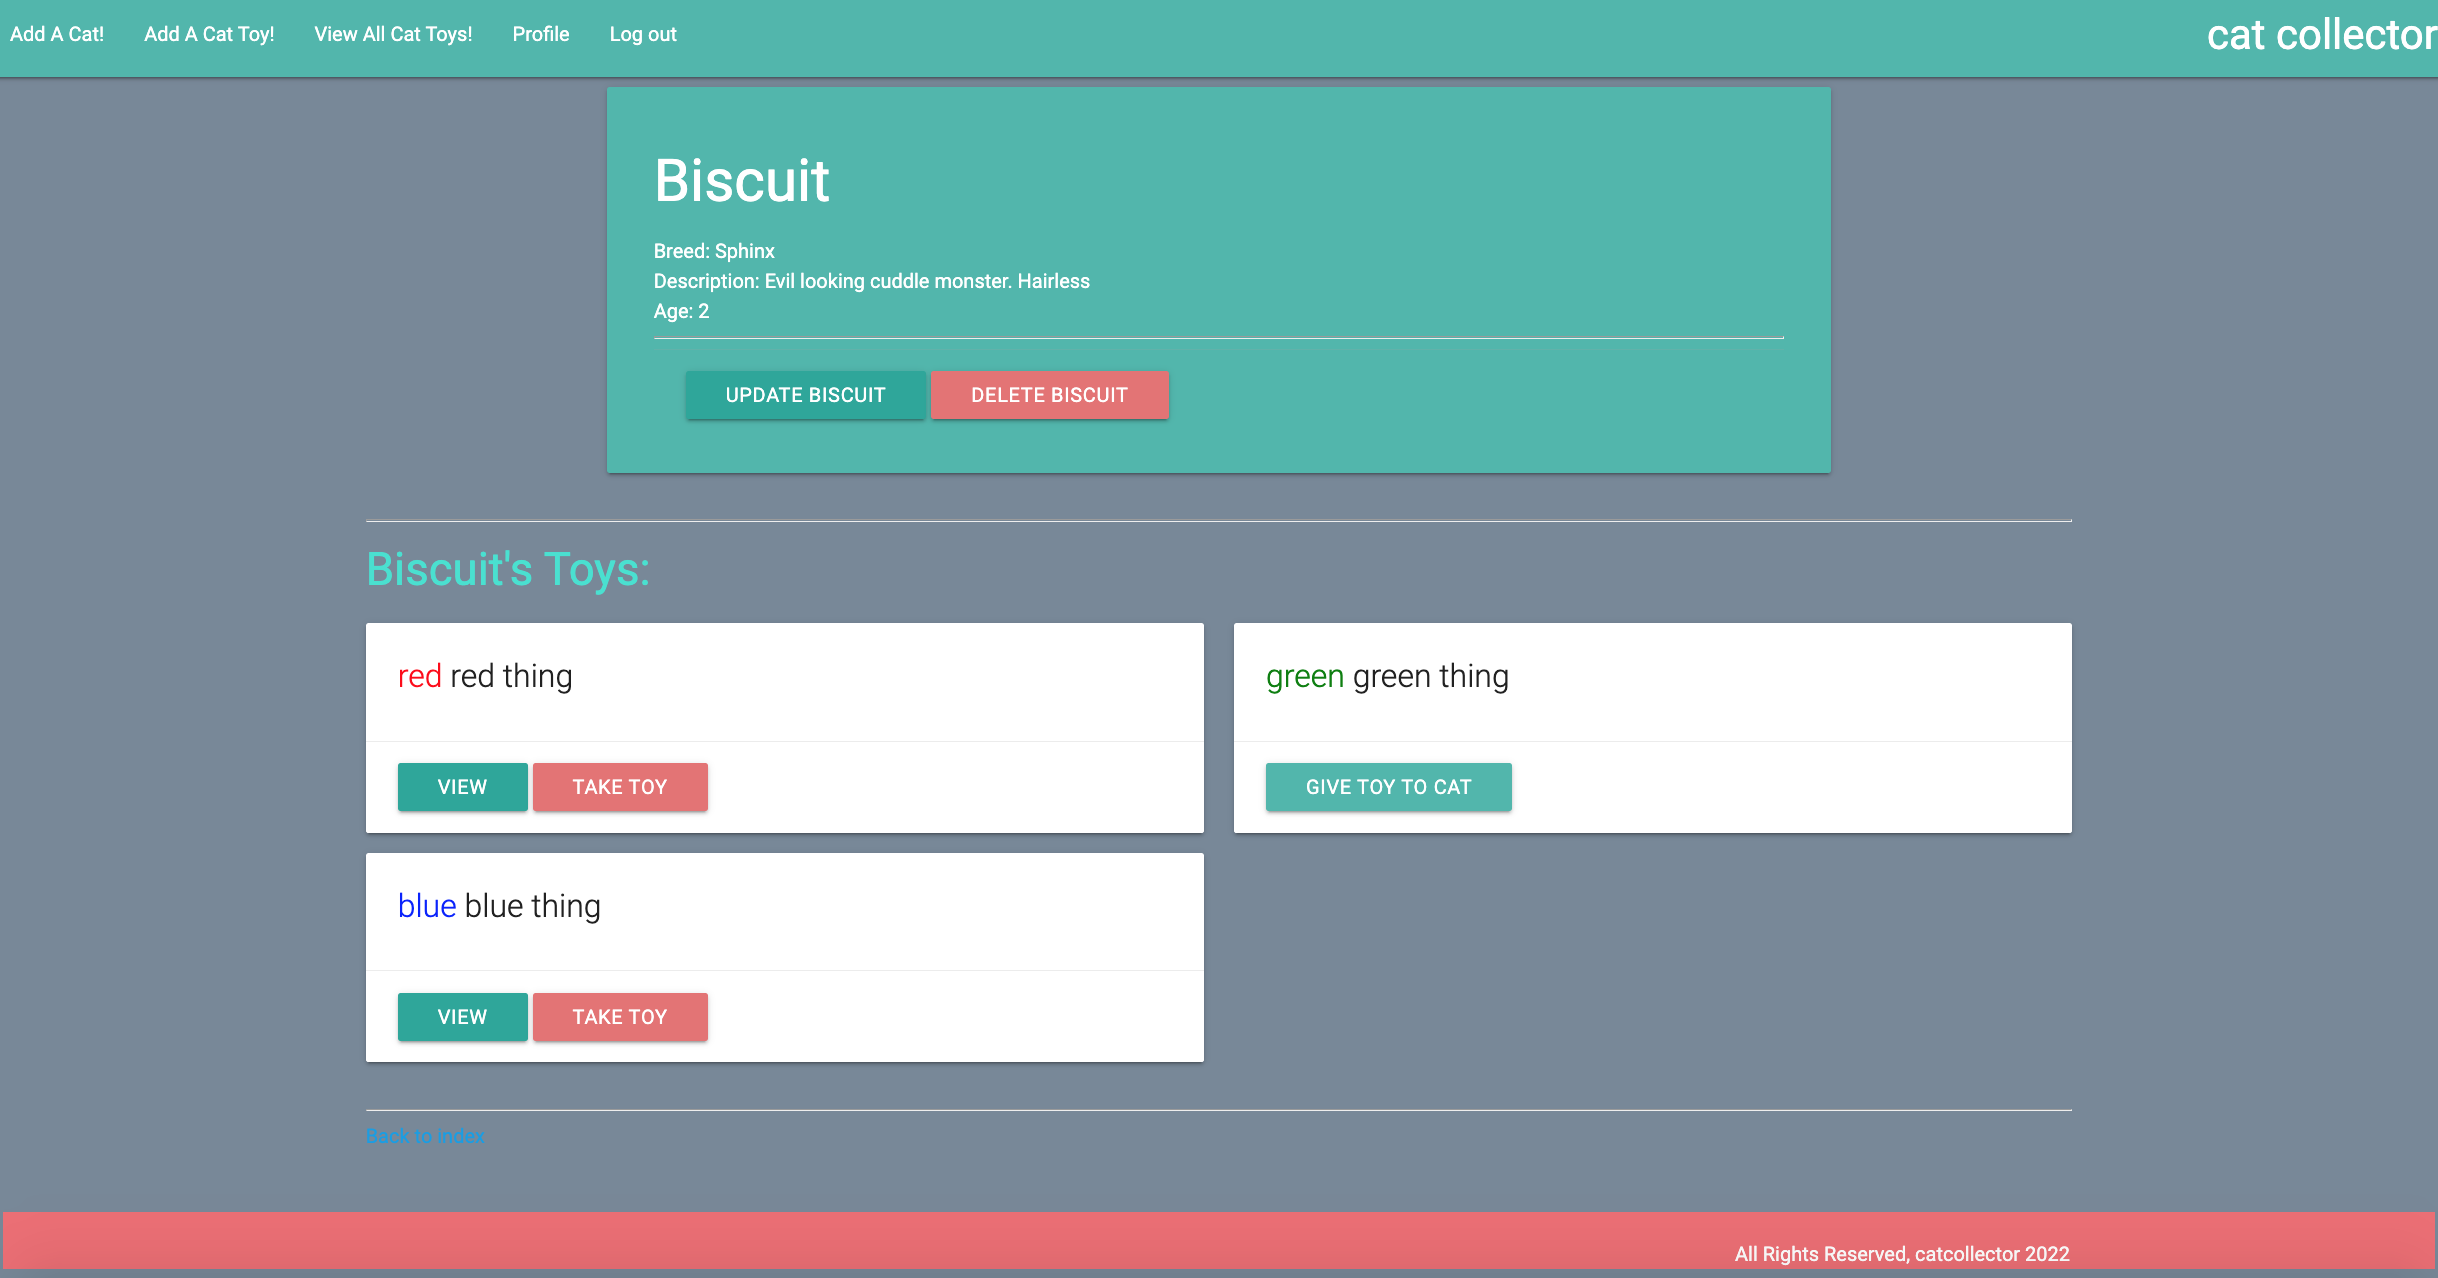 Add A Cat! Add A Cat Toy! View All Cat Toys! Profile Log out cat collector
Biscuit
Breed: Sphinx
Description: Evil looking cuddle monster. Hairless
Age: 2
UPDATE BISCUIT DELETE BISCUIT
Biscuit's Toys:
red red thing
VIEW TAKE TOY
green green thing
GIVE TOY TO CAT
blue blue thing
VIEW TAKE TOY
Back to index
All Rights Reserved, catcollector 2022